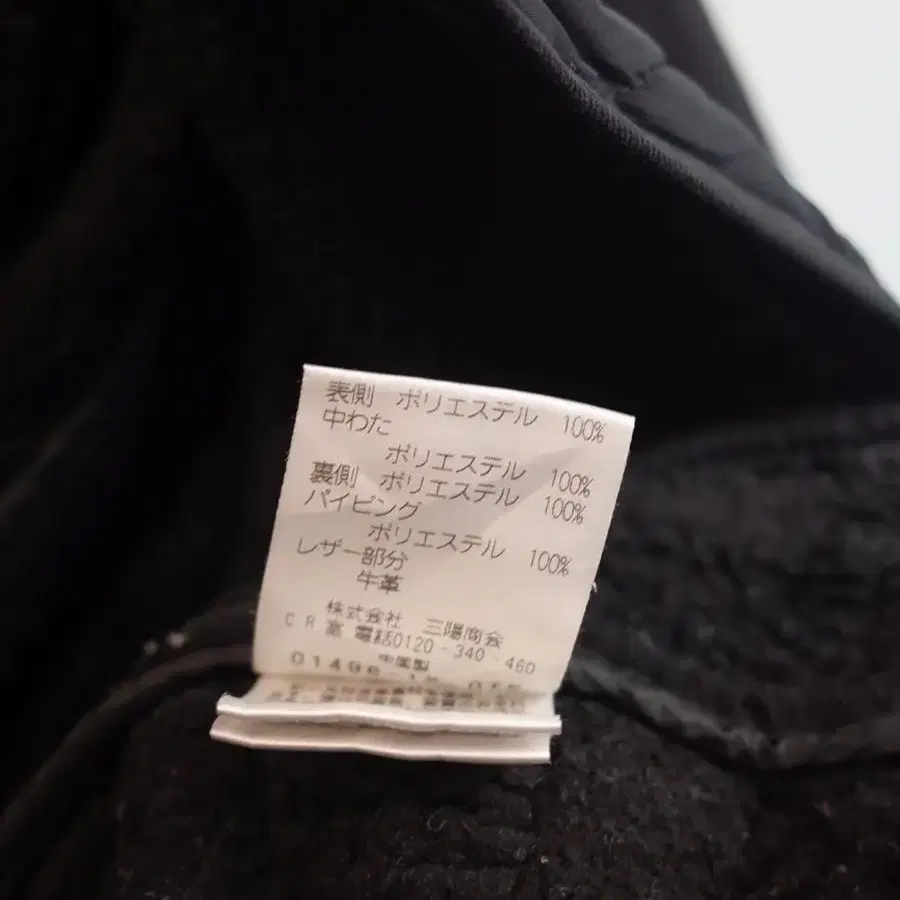 表側 ポリエステル 100%
中わた
ポリエステル 100%
裏側 ポリエステル 100%
パイピング
ポリエステル 100%
レザー部分
牛革
株式会社 三陽商会
CR室 電話0120-340-460
中国製